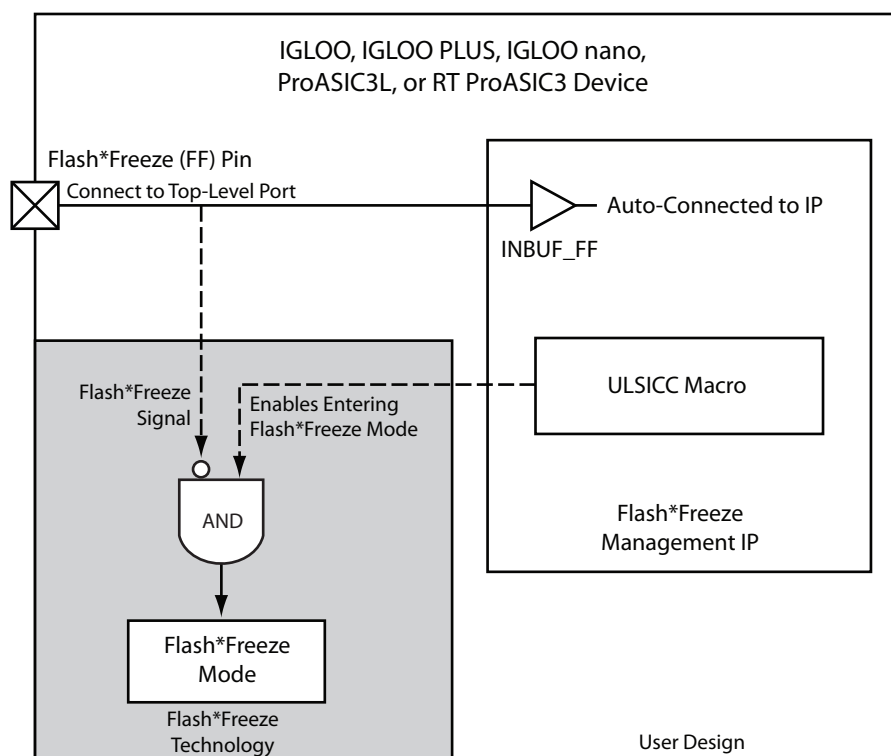 IGLOO, IGLOO PLUS, IGLOO nano,
ProASIC3L, or RT ProASIC3 Device
Flash*Freeze (FF) Pin
Connect to Top-Level Port
Auto-Connected to IP
INBUF_FF
ULSICC Macro
Flash*Freeze
Signal
Enables Entering
Flash*Freeze Mode
AND
Flash*Freeze
Management IP
Flash*Freeze
Mode
Flash*Freeze
Technology
User Design